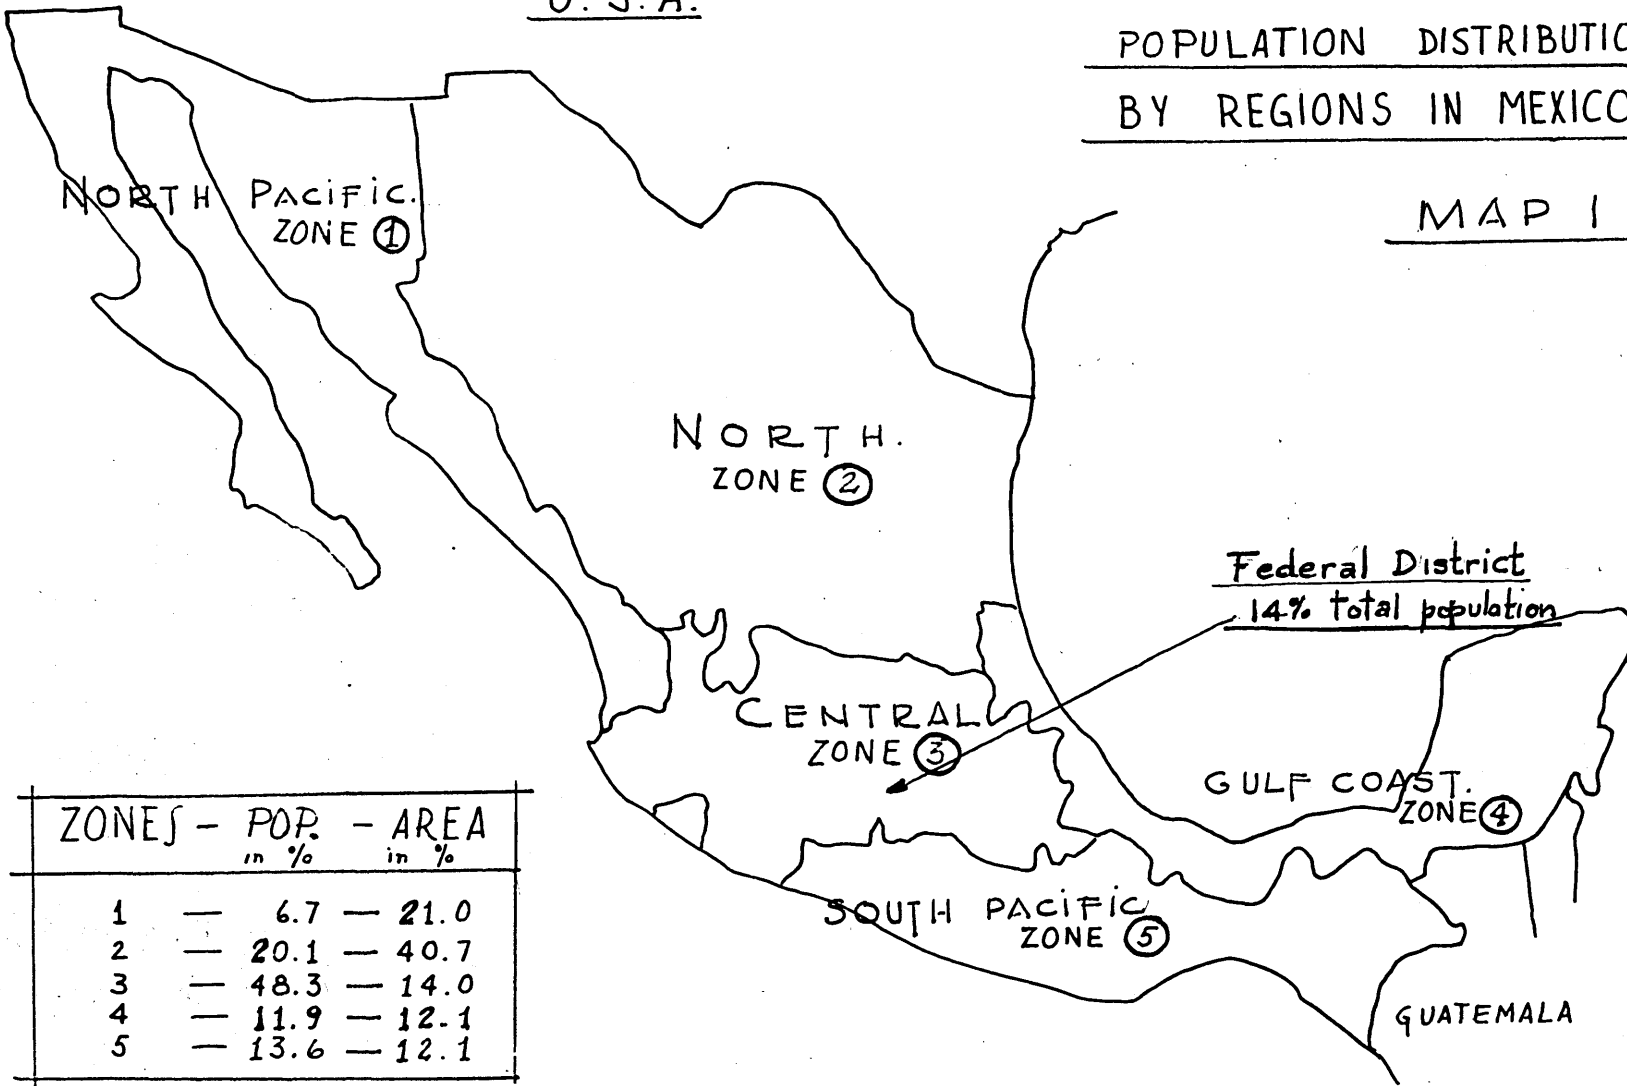 U.S.A.
POPULATION DISTRIBUTIO
BY REGIONS IN MEXICO
MAP 1
NORTH PACIFIC.
ZONE 1
NORTH.
ZONE 2
Federal District
14% total population
CENTRAL
ZONE 3
GULF COAST.
ZONE 4
SOUTH PACIFIC
ZONE 5
GUATEMALA
ZONES - POP. - AREA
in % in %
1 — 6.7 — 21.0
2 — 20.1 — 40.7
3 — 48.3 — 14.0
4 — 11.9 — 12.1
5 — 13.6 — 12.1